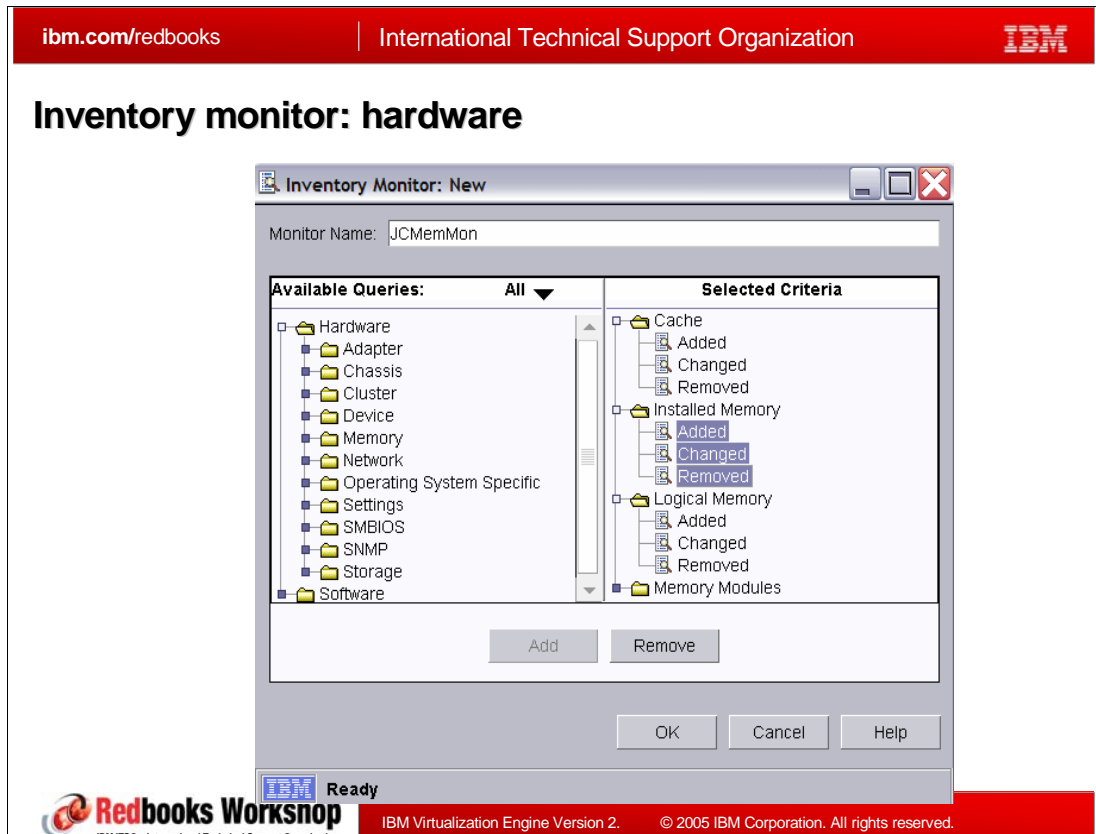 ibm.com/redbooks
International Technical Support Organization
IBM
Inventory monitor: hardware
Inventory Monitor: New
Monitor Name: JCMemMon
Available Queries: All
Hardware
Adapter
Chassis
Cluster
Device
Memory
Network
Operating System Specific
Settings
SMBIOS
SNMP
Storage
Software
Selected Criteria
Cache
Added
Changed
Removed
Installed Memory
Added
Changed
Removed
Logical Memory
Added
Changed
Removed
Memory Modules
Add
Remove
OK
Cancel
Help
IBM Ready
Redbooks Workshop
IBM Virtualization Engine Version 2.
© 2005 IBM Corporation. All rights reserved.